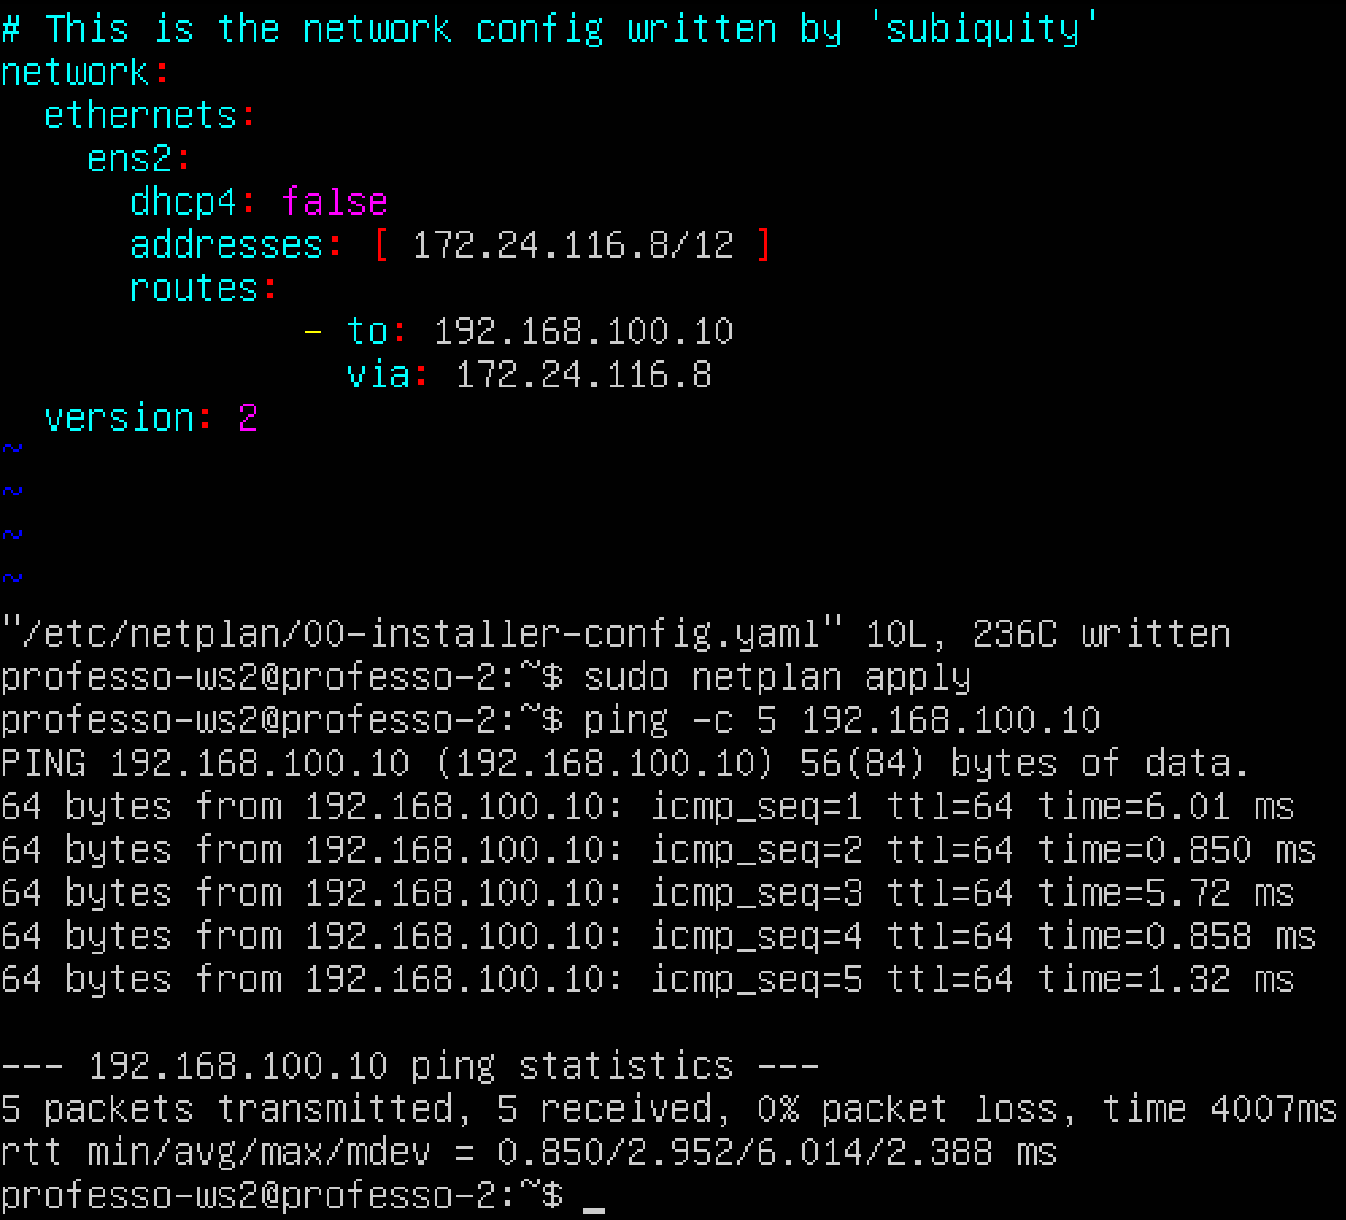 # This is the network config written by 'subiquity'
network:
  ethernets:
    ens2:
      dhcp4: false
      addresses: [ 172.24.116.8/12 ]
      routes:
              - to: 192.168.100.10
                via: 172.24.116.8
  version: 2
~
~
~
~
"/etc/netplan/00-installer-config.yaml" 10L, 236C written
professo-ws2@professo-2:~$ sudo netplan apply
professo-ws2@professo-2:~$ ping -c 5 192.168.100.10
PING 192.168.100.10 (192.168.100.10) 56(84) bytes of data.
64 bytes from 192.168.100.10: icmp_seq=1 ttl=64 time=6.01 ms
64 bytes from 192.168.100.10: icmp_seq=2 ttl=64 time=0.850 ms
64 bytes from 192.168.100.10: icmp_seq=3 ttl=64 time=5.72 ms
64 bytes from 192.168.100.10: icmp_seq=4 ttl=64 time=0.858 ms
64 bytes from 192.168.100.10: icmp_seq=5 ttl=64 time=1.32 ms

--- 192.168.100.10 ping statistics ---
5 packets transmitted, 5 received, 0% packet loss, time 4007ms
rtt min/avg/max/mdev = 0.850/2.952/6.014/2.388 ms
professo-ws2@professo-2:~$ _